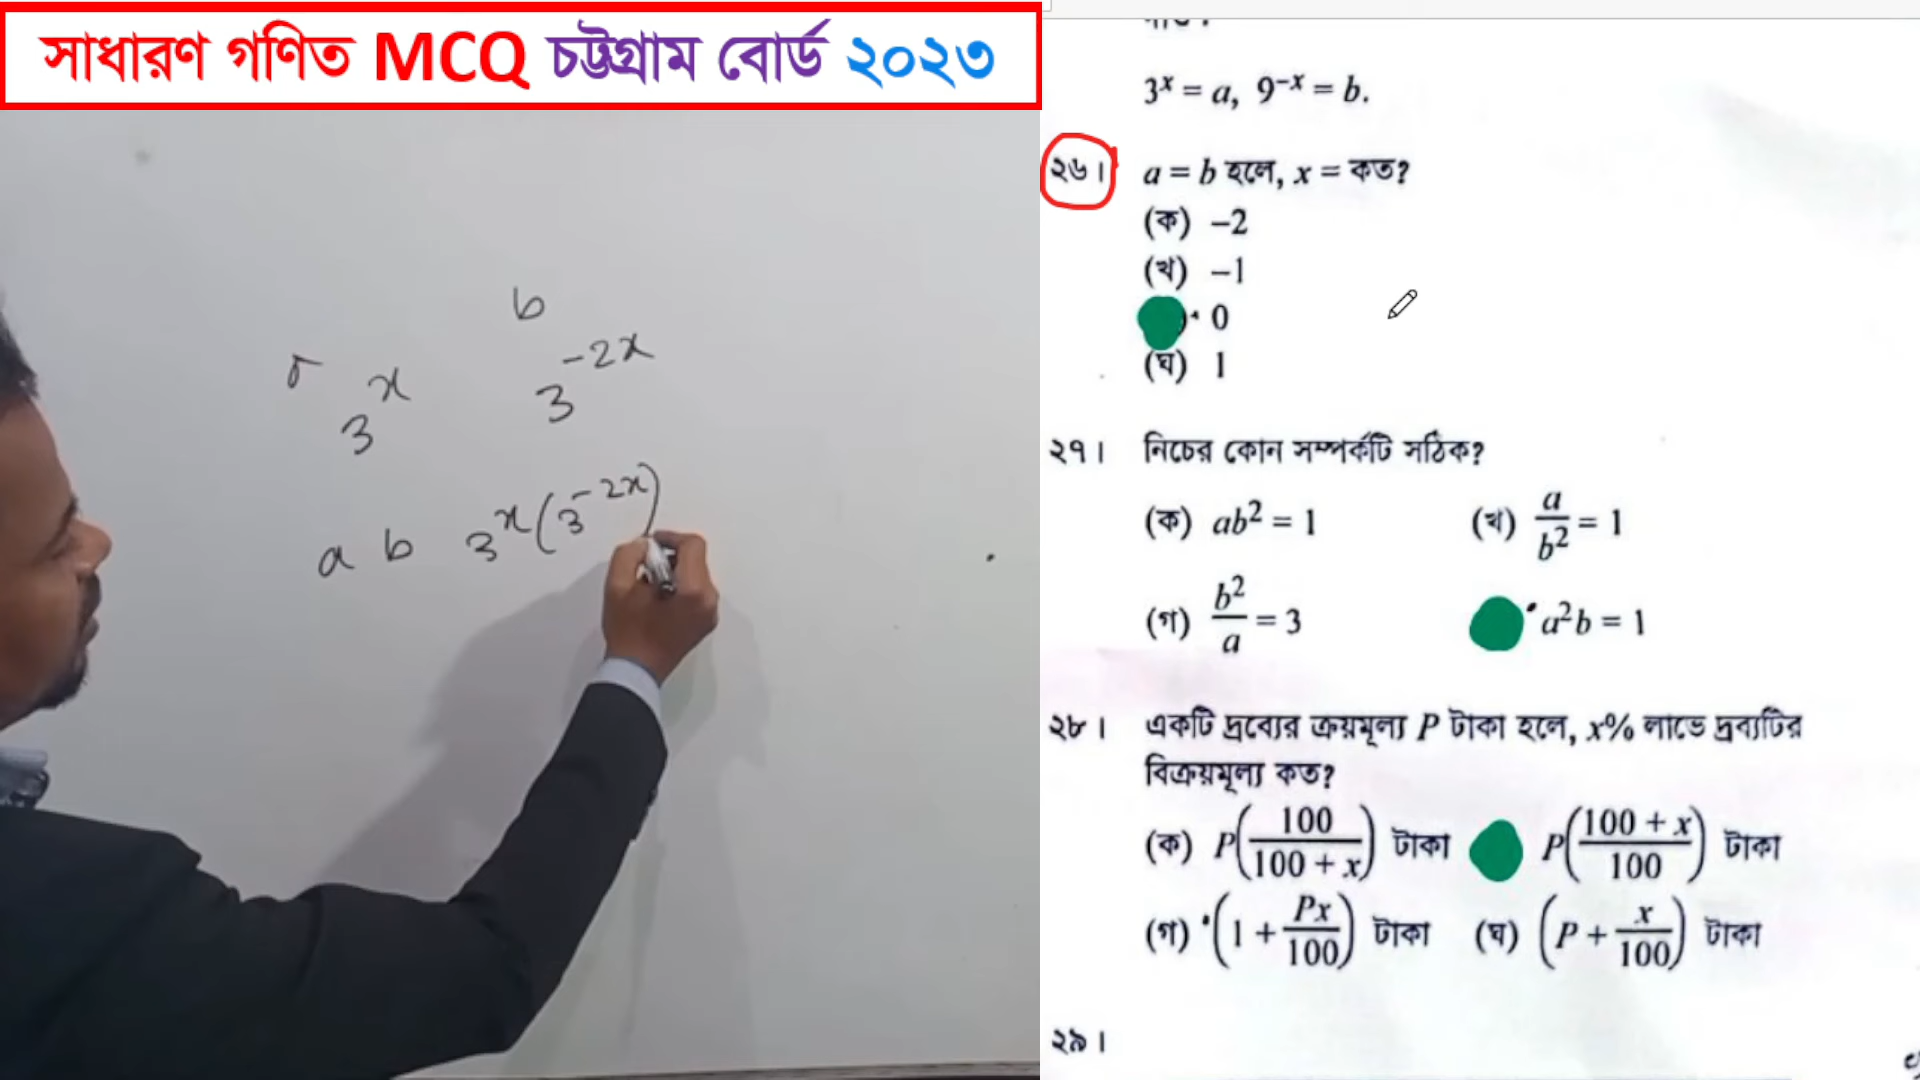 সাধারণ গণিত MCQ চট্টগ্রাম বোর্ড ২০২৩
b
3^x 3^-2x
a b 3^x(3^-2x)
3^x = a, 9^-x = b.
২৬। a = b হলে, x = কত?
(ক) –2
(খ) –1
0
(ঘ) 1
২৭। নিচের কোন সম্পর্কটি সঠিক?
(ক) ab² = 1 (খ) a/b² = 1
(গ) b²/a = 3 a²b = 1
২৮। একটি দ্রব্যের ক্রয়মূল্য P টাকা হলে, x% লাভে দ্রব্যটির
বিক্রয়মূল্য কত?
(ক) P(100/100 + x) টাকা P(100 + x/100) টাকা
(গ) (1 + Px/100) টাকা (ঘ) (P + x/100) টাকা
২৯।